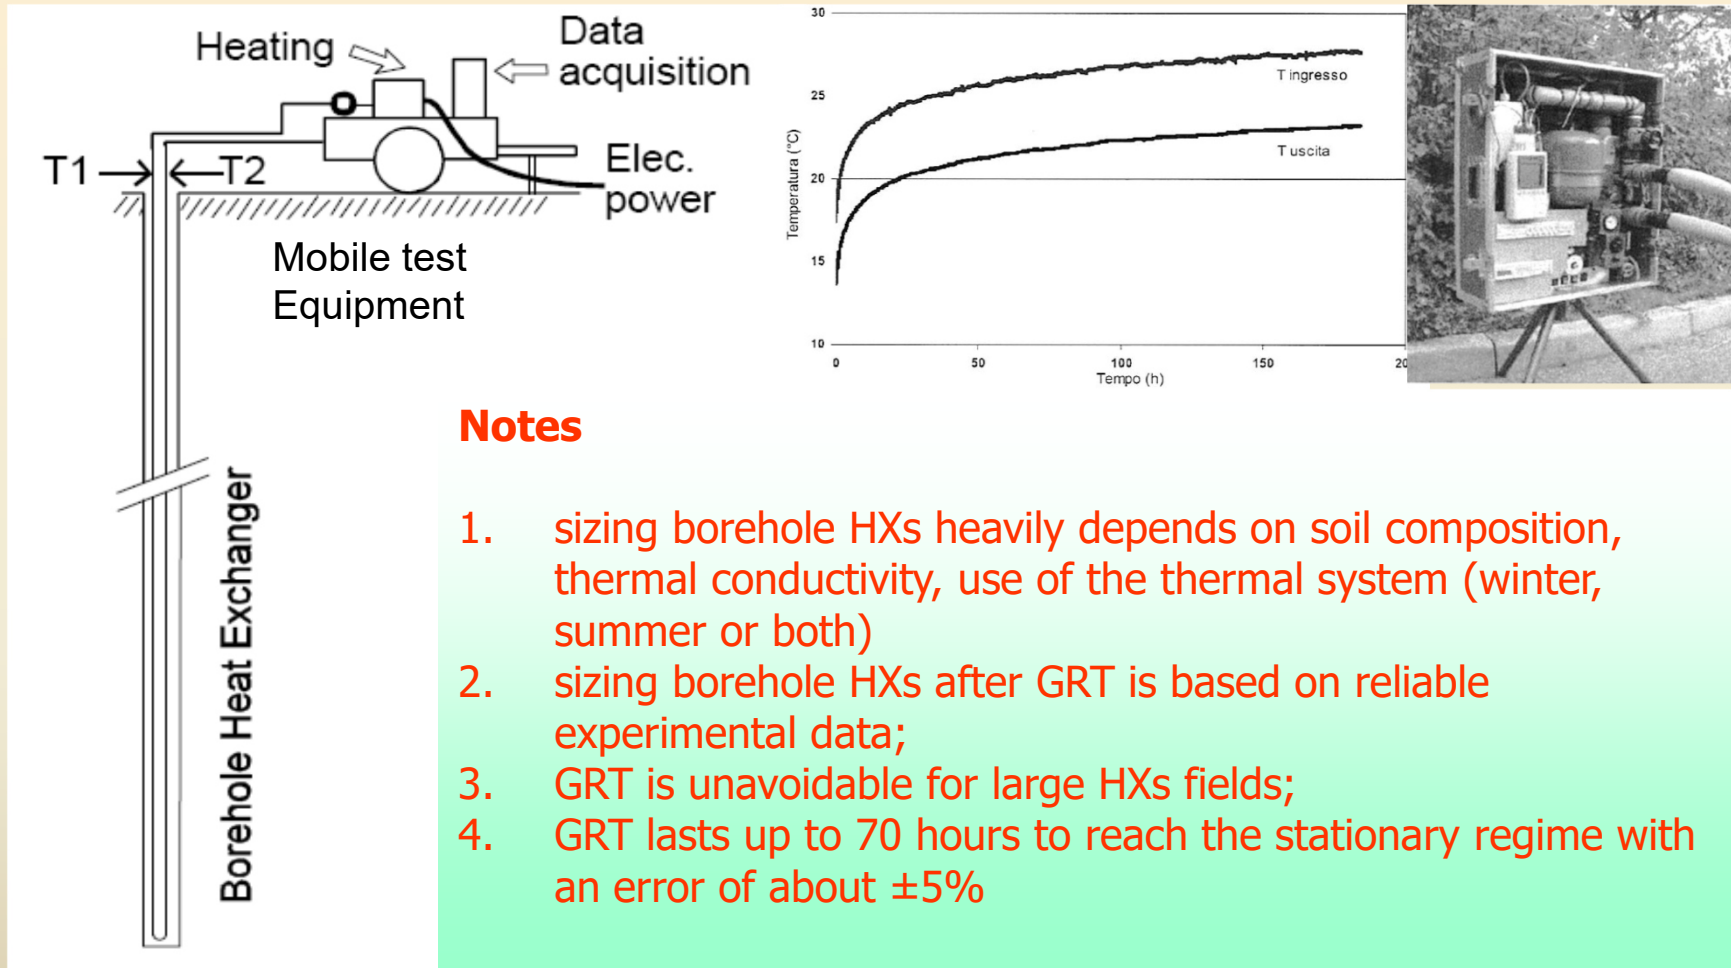 Heating
Data
acquisition
T1
T2
Elec.
power
Mobile test
Equipment
Borehole Heat Exchanger
30
25
20
15
10
Temperatura (°C)
T ingresso
T uscita
0
50
100
150
20
Tempo (h)
Notes
1. sizing borehole HXs heavily depends on soil composition,
thermal conductivity, use of the thermal system (winter,
summer or both)
2. sizing borehole HXs after GRT is based on reliable
experimental data;
3. GRT is unavoidable for large HXs fields;
4. GRT lasts up to 70 hours to reach the stationary regime with
an error of about ±5%